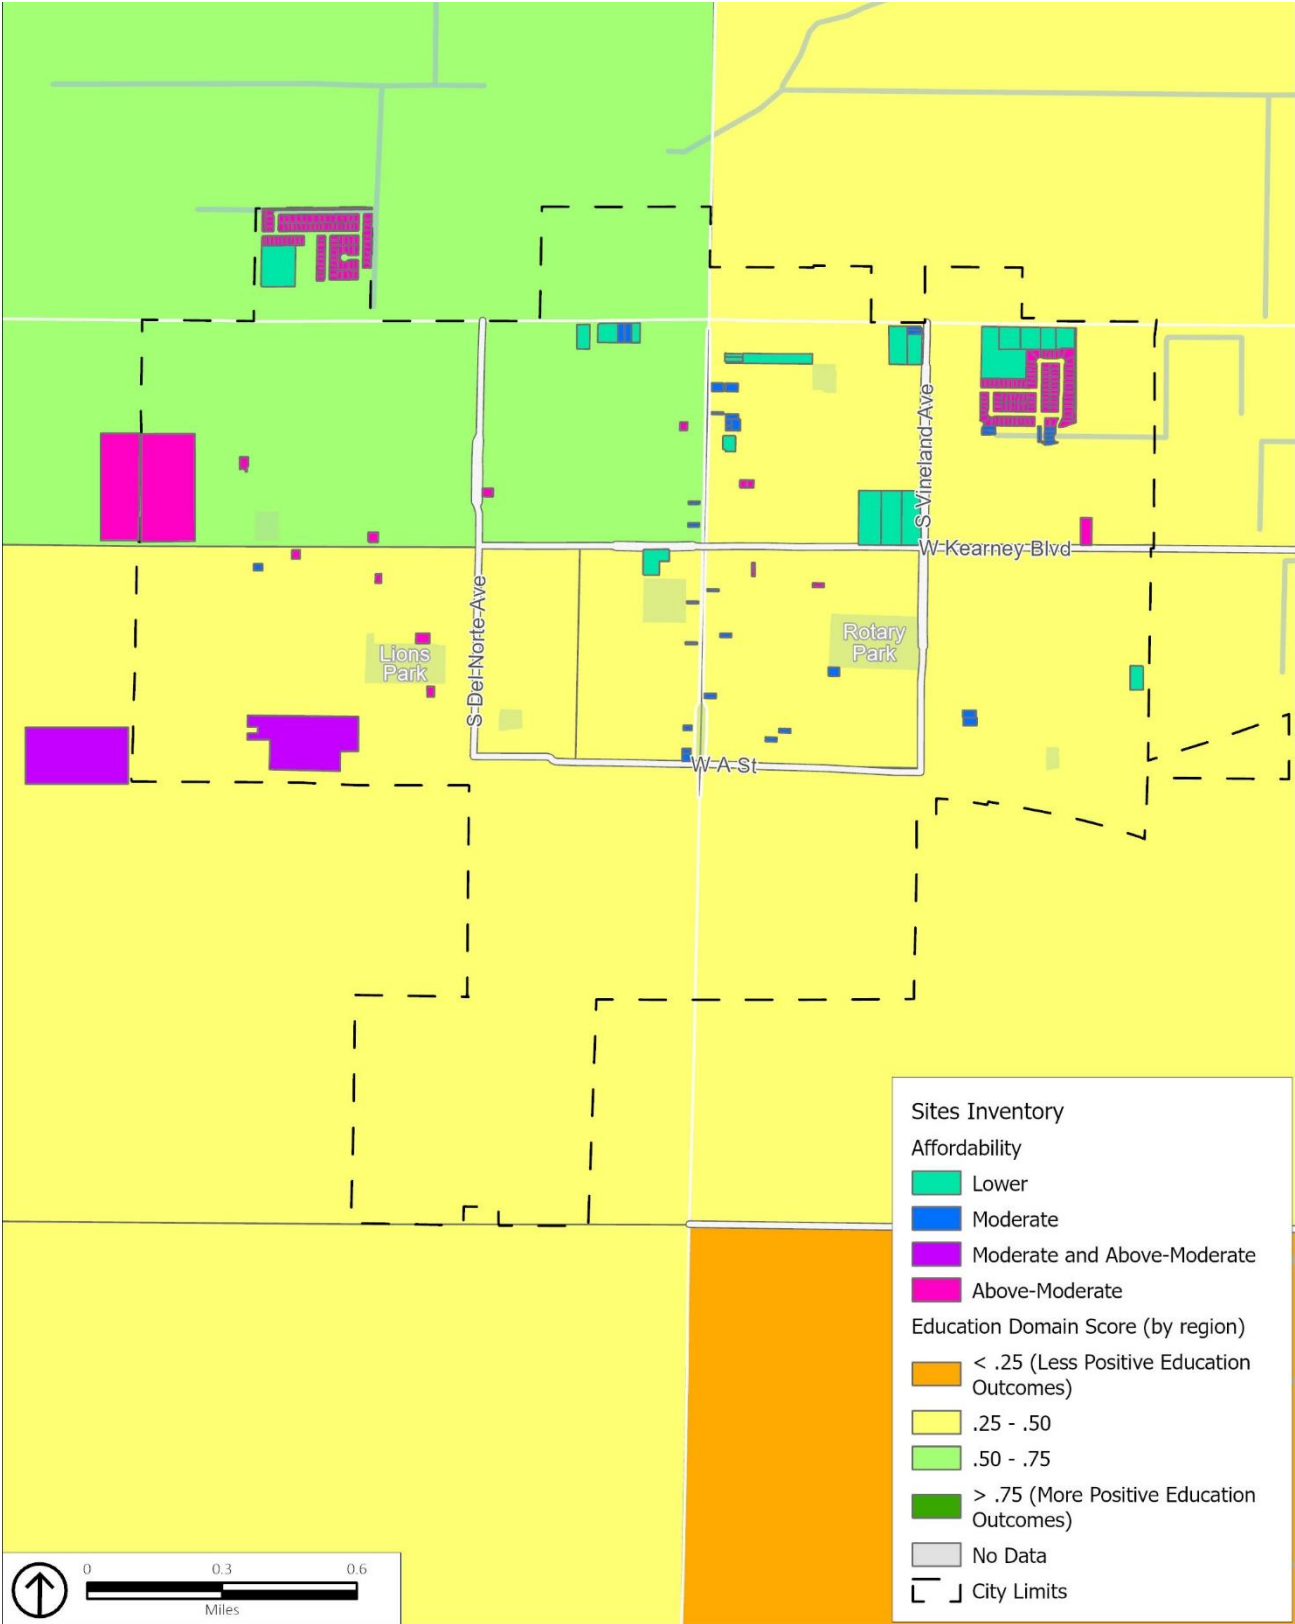 S Vineland Ave
W Kearney Blvd
S Del Norte Ave
Lions
Park
Rotary
Park
W A St
Sites Inventory
Affordability
Lower
Moderate
Moderate and Above-Moderate
Above-Moderate
Education Domain Score (by region)
< .25 (Less Positive Education
Outcomes)
.25 - .50
.50 - .75
> .75 (More Positive Education
Outcomes)
No Data
City Limits
0 0.3 0.6
Miles